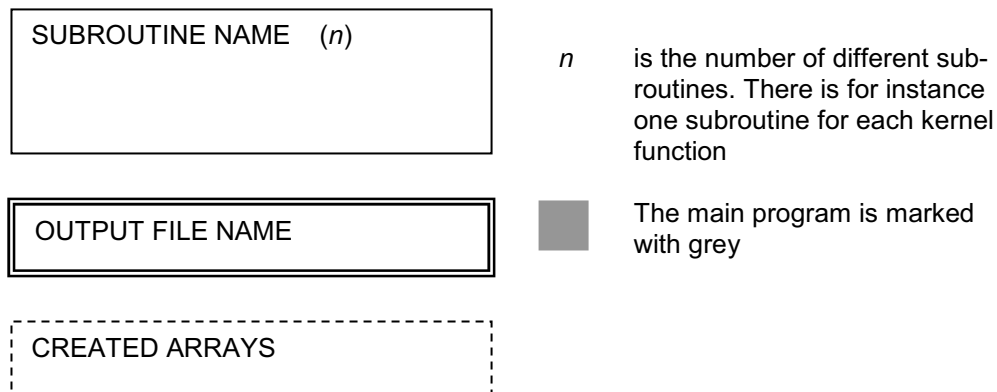 SUBROUTINE NAME (n)
n is the number of different sub-
routines. There is for instance
one subroutine for each kernel
function
OUTPUT FILE NAME
The main program is marked
with grey
CREATED ARRAYS